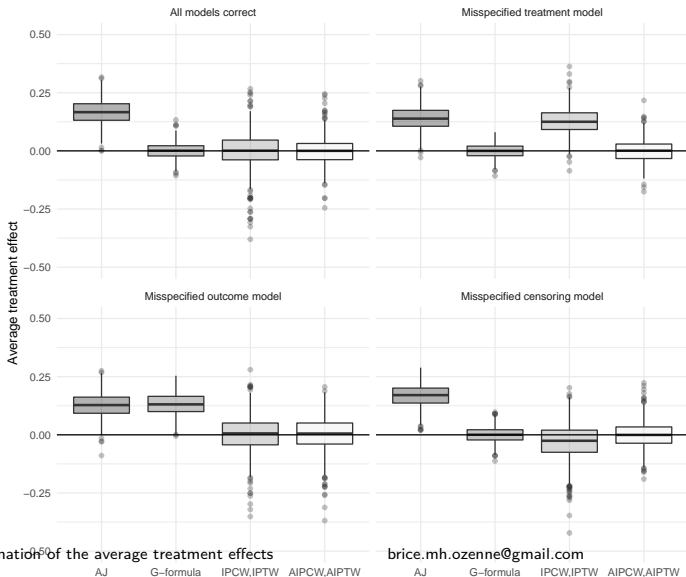 All models correct
Misspecified treatment model
0.50
0.25
0.00
−0.25
−0.50
Average treatment effect
Misspecified outcome model
Misspecified censoring model
0.50
0.25
0.00
−0.25
of the average treatment effects
brice.mh.ozenne@gmail.com
AJ G−formula IPCW,IPTW AIPCW,AIPTW
AJ G−formula IPCW,IPTW AIPCW,AIPTW